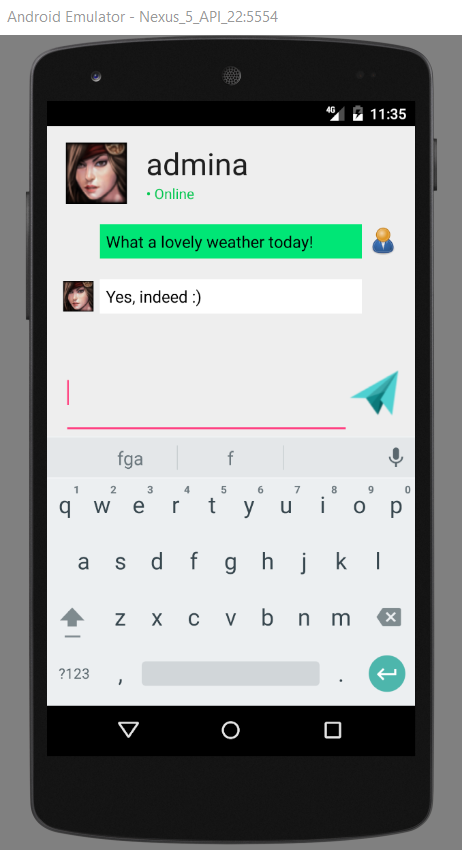 Android Emulator - Nexus_5_API_22:5554
4G 11:35
admina
• Online
What a lovely weather today!
Yes, indeed :)
fga f
1 2 3 4 5 6 7 8 9 0
q w e r t y u i o p
a s d f g h j k l
z x c v b n m
?123 , .